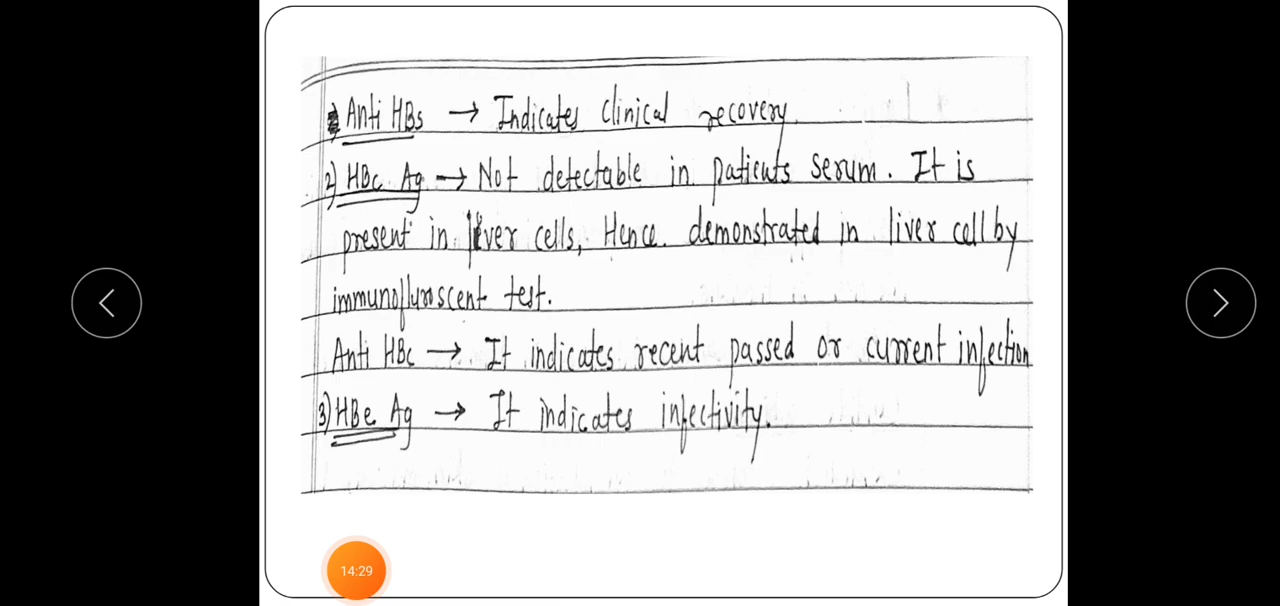 Anti HBs → Indicates clinical recovery.
2) HBc Ag → Not detectable in patients serum. It is
present in liver cells, Hence demonstrated in liver cell by
immunofluroscent test.
Anti HBc → It indicates recent passed or current infection
3) HBe Ag → It indicates infectivity.
14:29